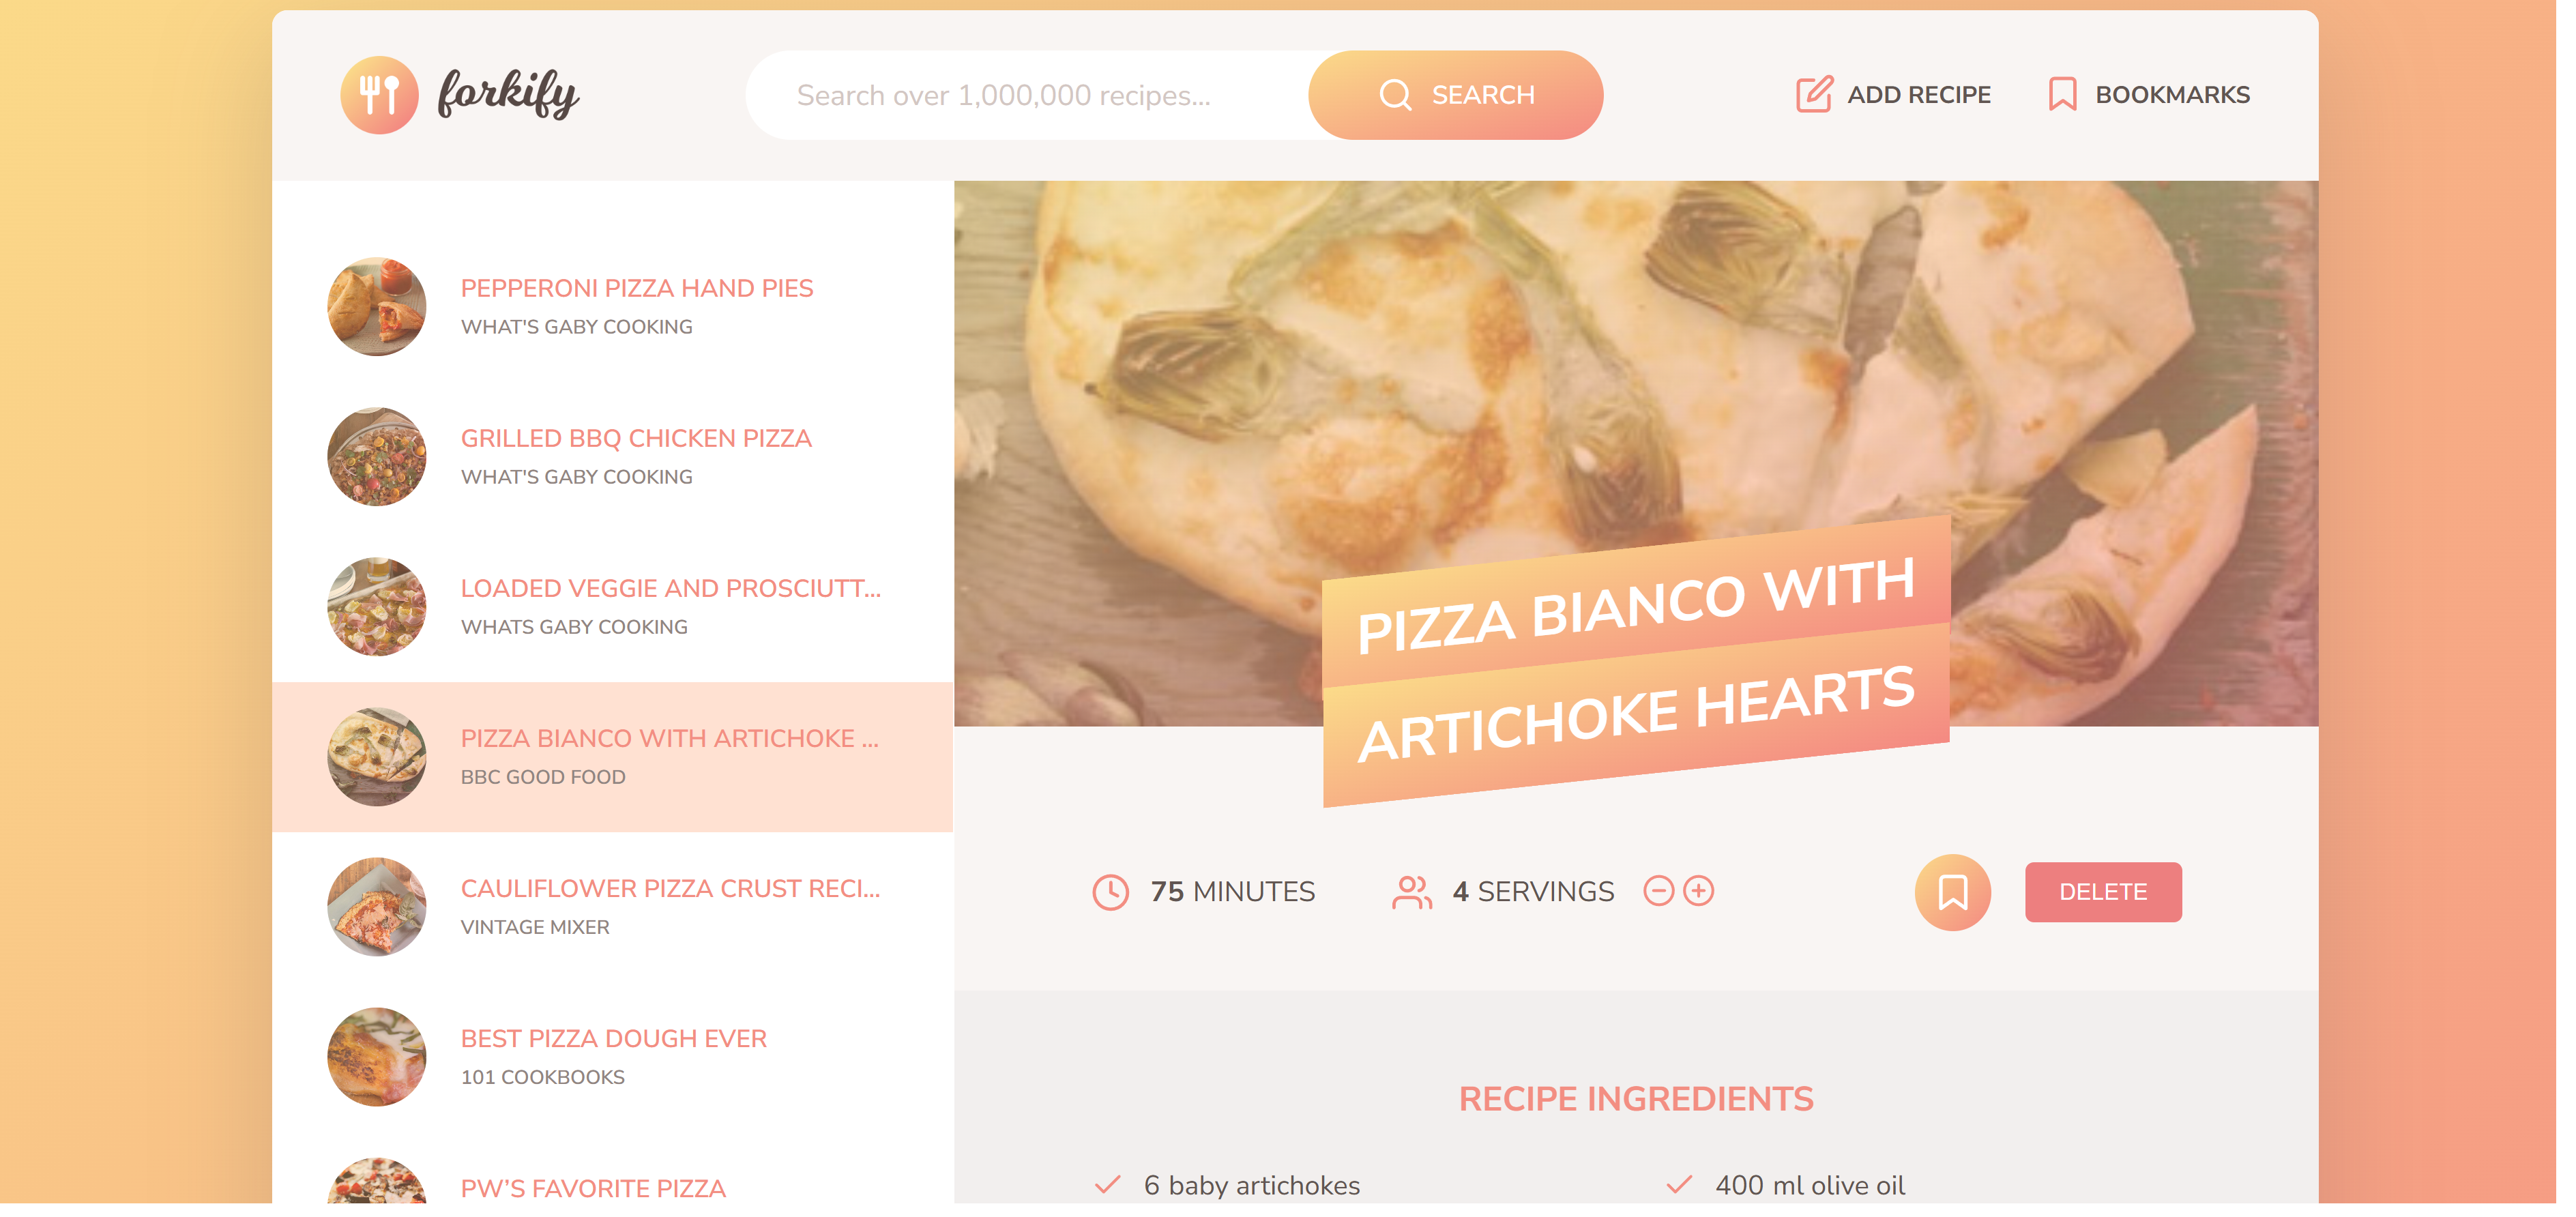 forkify
Search over 1,000,000 recipes...
SEARCH
ADD RECIPE
BOOKMARKS
PEPPERONI PIZZA HAND PIES
WHAT'S GABY COOKING
GRILLED BBQ CHICKEN PIZZA
WHAT'S GABY COOKING
LOADED VEGGIE AND PROSCIUTT...
WHATS GABY COOKING
PIZZA BIANCO WITH ARTICHOKE ...
BBC GOOD FOOD
CAULIFLOWER PIZZA CRUST RECI...
VINTAGE MIXER
BEST PIZZA DOUGH EVER
101 COOKBOOKS
PW’S FAVORITE PIZZA
PIZZA BIANCO WITH
ARTICHOKE HEARTS
75 MINUTES
4 SERVINGS
DELETE
RECIPE INGREDIENTS
6 baby artichokes
400 ml olive oil